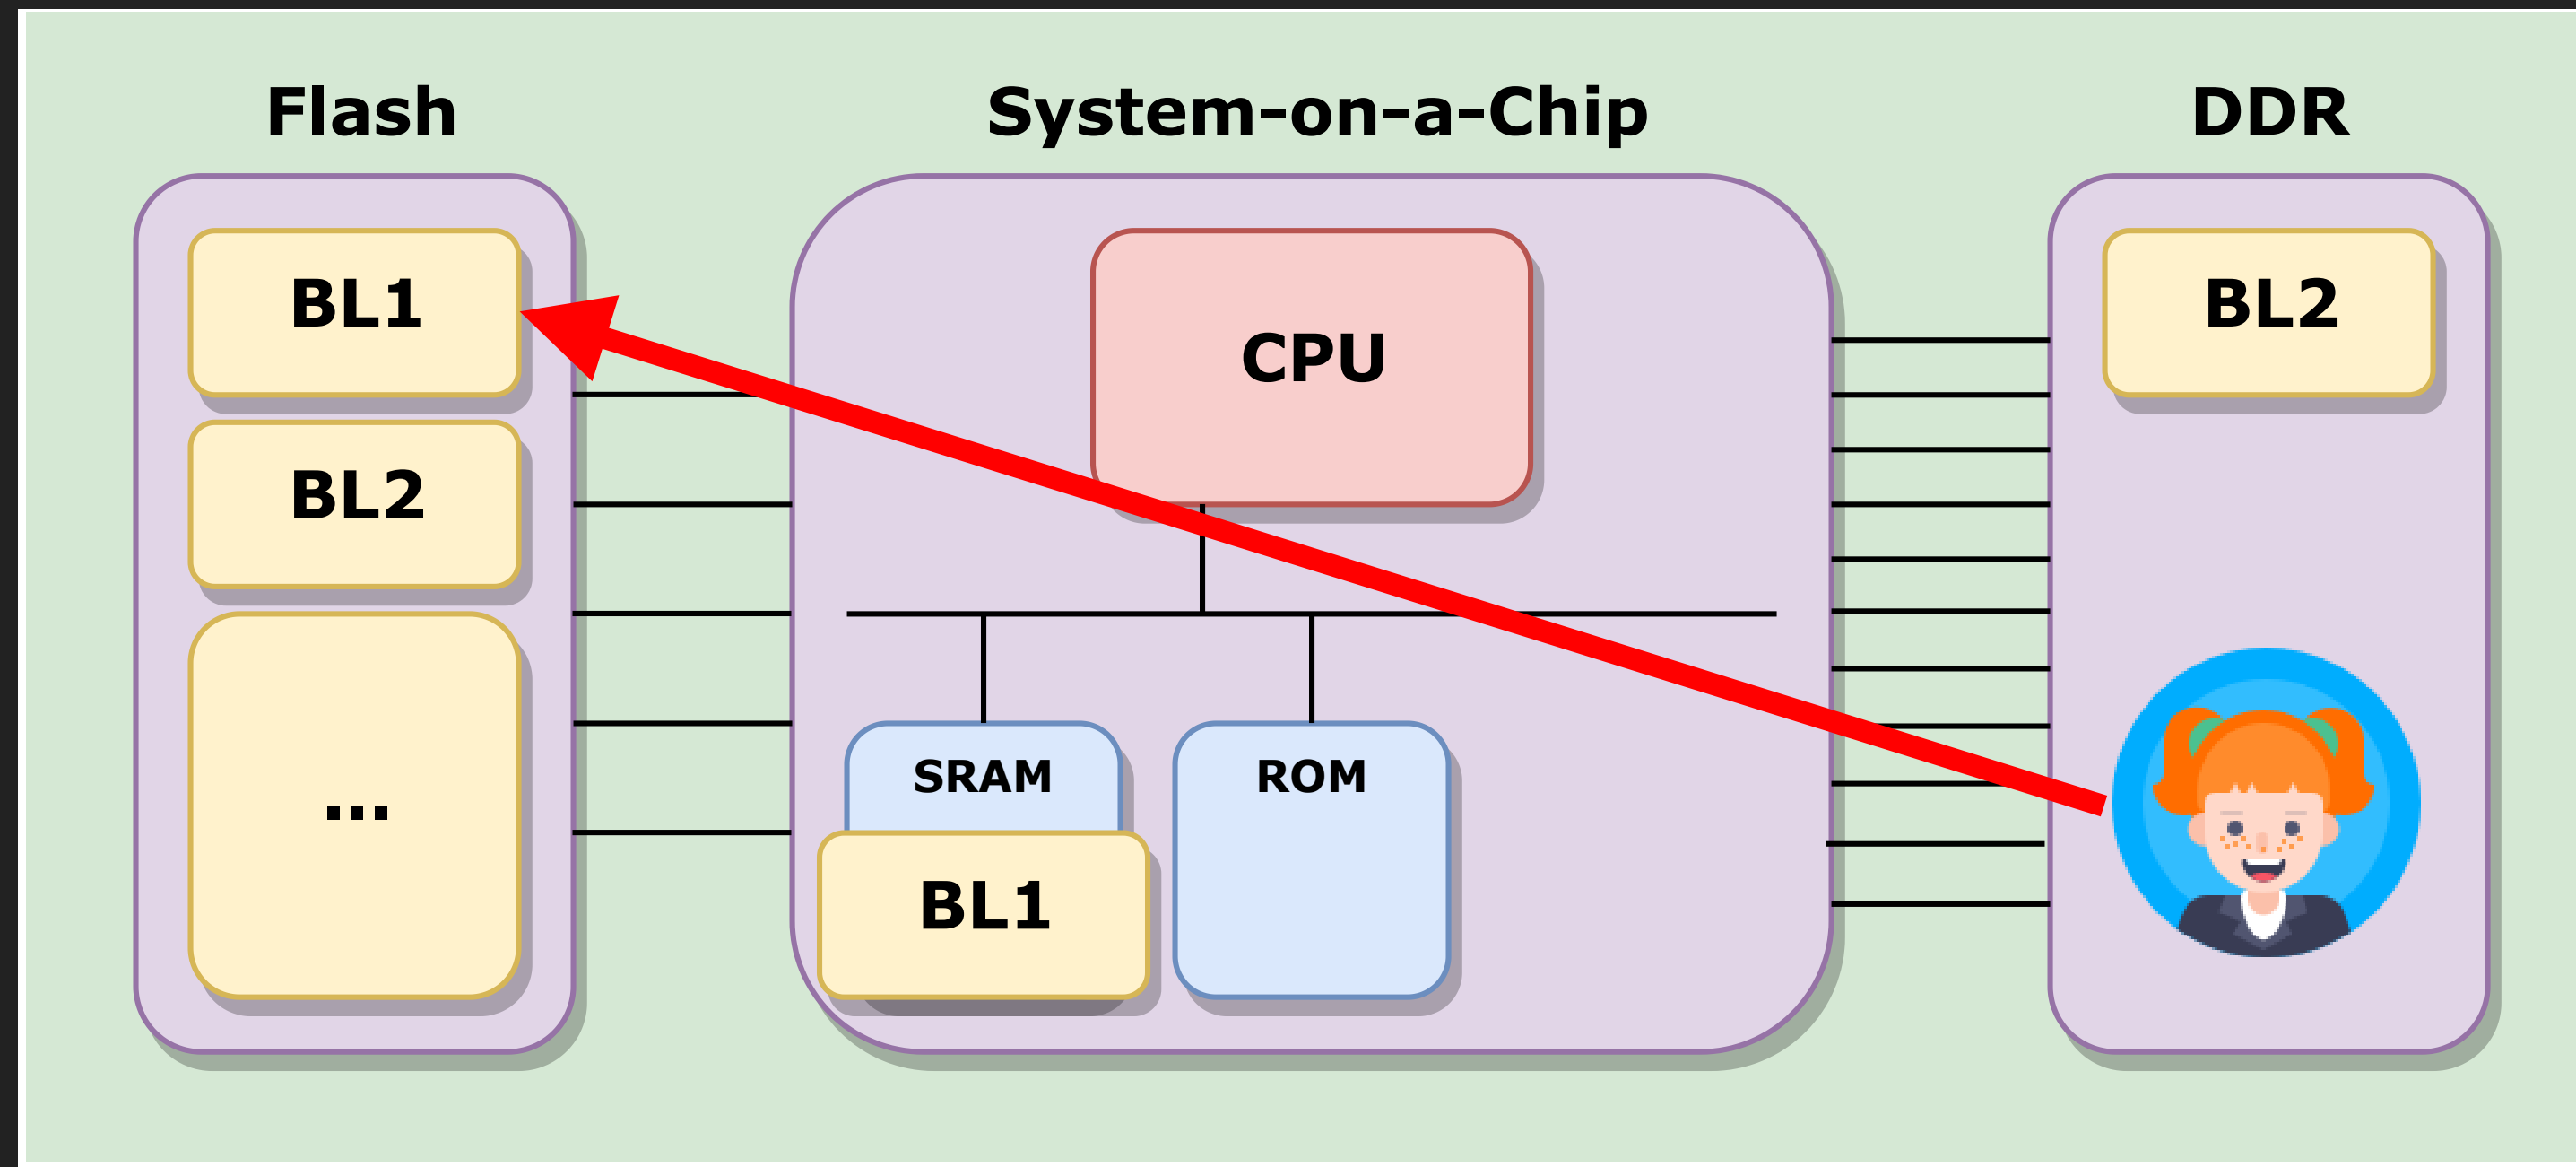 Flash
System-on-a-Chip
DDR
BL1
BL2
...
CPU
SRAM
BL1
ROM
BL2